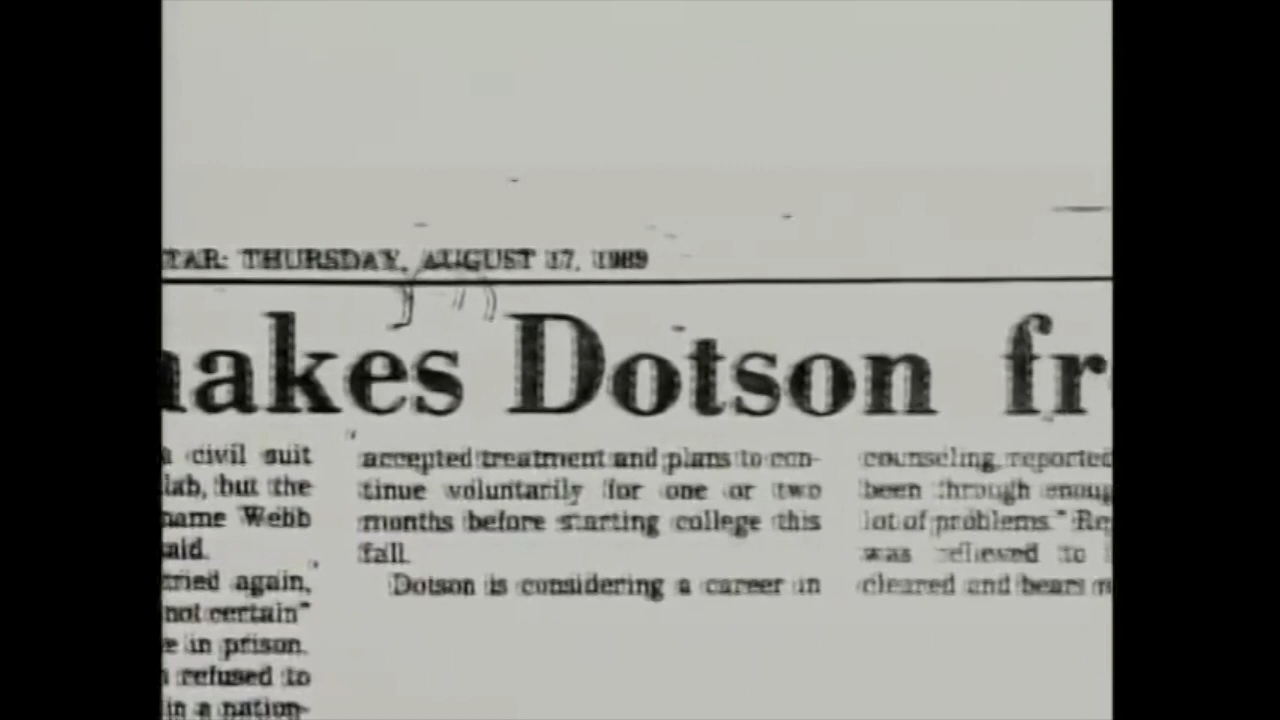 TAR: THURSDAY, AUGUST 17, 1989
makes Dotson fr
a civil suit
lab, but the
name Webb
said.
tried again,
not certain"
e in prison.
refused to
in a nation-
accepted treatment and plans to con-
tinue voluntarily for one or two
months before starting college this
fall.
Dotson is considering a career in
counseling, reported
been through enoug
lot of problems." Re
was relieved to
cleared and bears